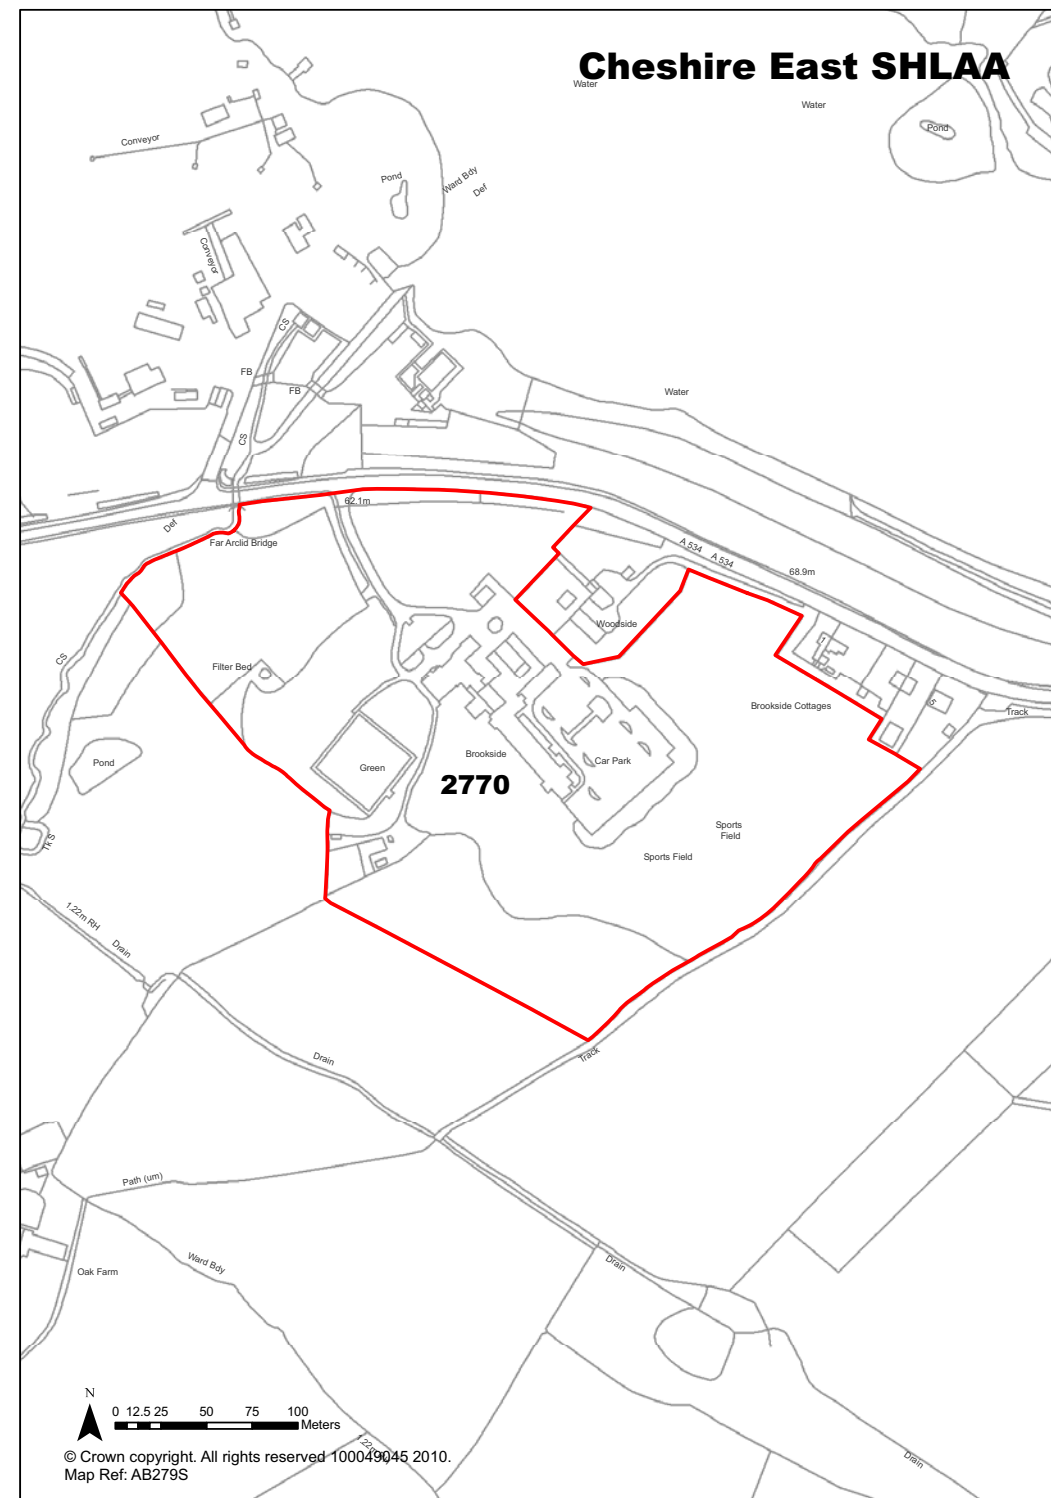 Cheshire East SHLAA
Water
Water
Pond
Conveyor
Pond
Ward Bdy
Def
Conveyor
CS
FB
FB
Water
CS
62.1m
Def
Far Arclid Bridge
A 534
A 534
68.9m
Woodside
1
CS
Filter Bed
5
Brookside Cottages
Track
Pond
Green
Brookside
Car Park
2770
Sports
Field
Sports Field
Tk S
1.22m RH
Drain
Drain
Track
Path (um)
Ward Bdy
Drain
Oak Farm
N
0 12.5 25 50 75 100
Meters
Drain
© Crown copyright. All rights reserved 100049045 2010.
Map Ref: AB279S